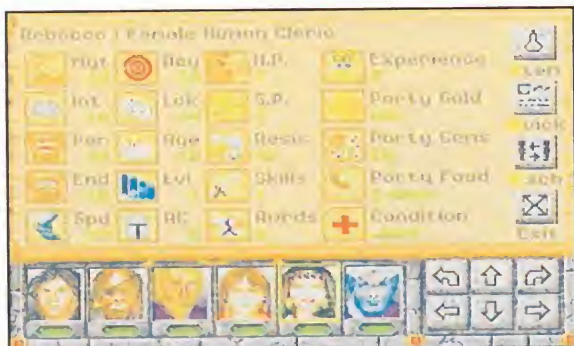 Rebecca : Female Human Cleric
Mgt Acy H.P. Experience
Int Lck S.P. Party Gold
Per Age Resis Party Gems
End Lvl Skills Party Food
Spd AC Awrds Condition
Exit